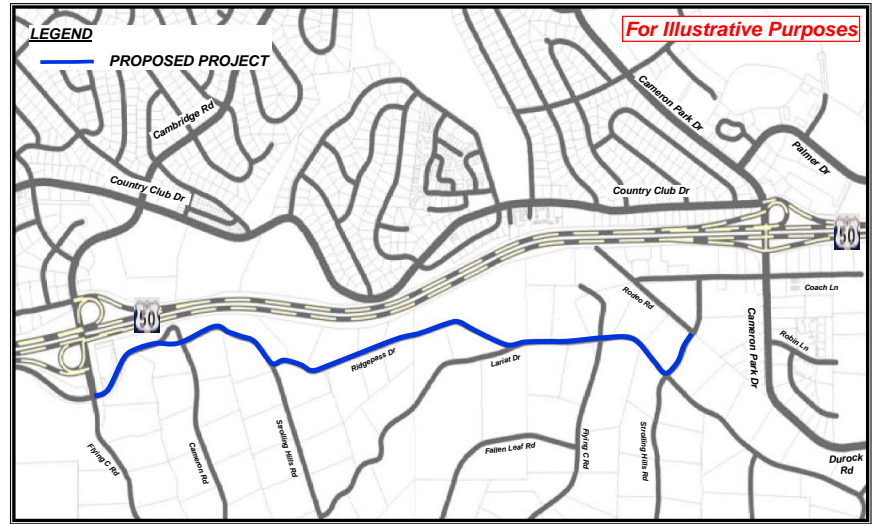 LEGEND
PROPOSED PROJECT
For Illustrative Purposes
Cambridge Rd
Cameron Park Dr
Palmer Dr
Country Club Dr
Country Club Dr
50
50
Coach Ln
Rodeo Rd
Cameron Park Dr
Robin Ln
Ridgepass Dr
Lariat Dr
Flying C Rd
Cameron Rd
Strolling Hills Rd
Fallen Leaf Rd
Flying C Rd
Strolling Hills Rd
Durock
Rd